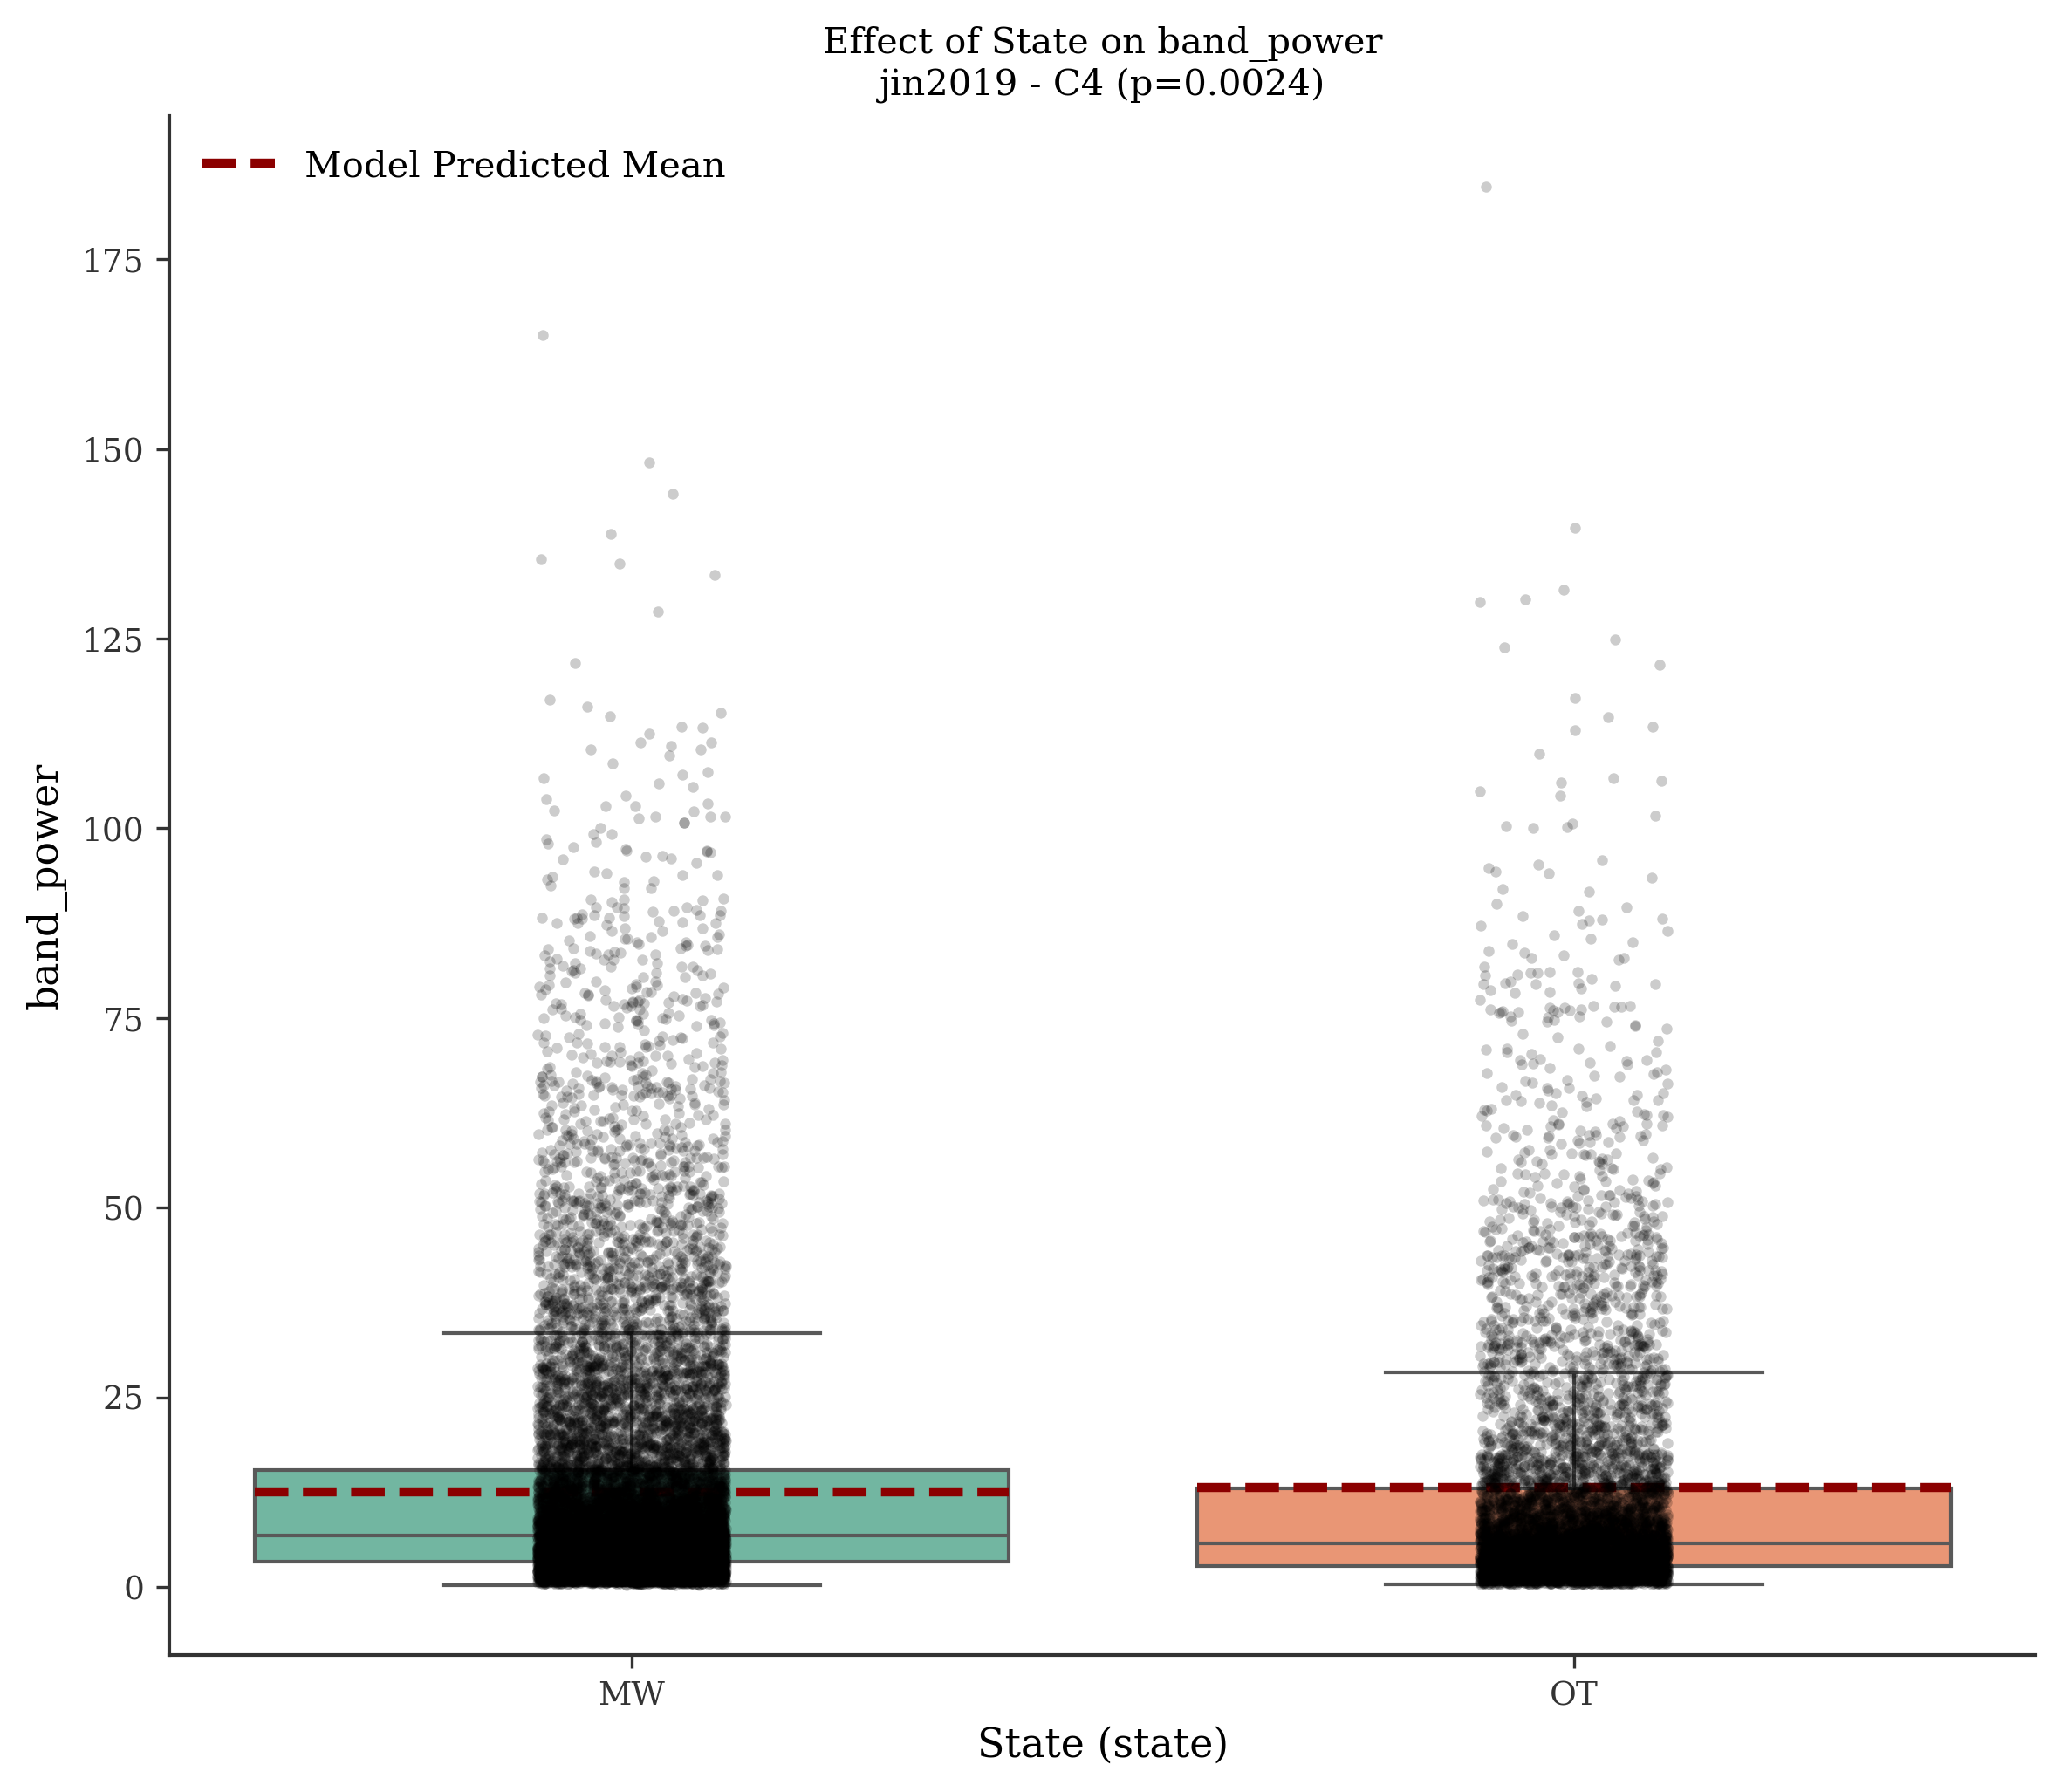 Effect of State on band_power
jin2019 - C4 (p=0.0024)
Model Predicted Mean
175
150
125
100
75
50
25
0
band_power
MW
OT
State (state)